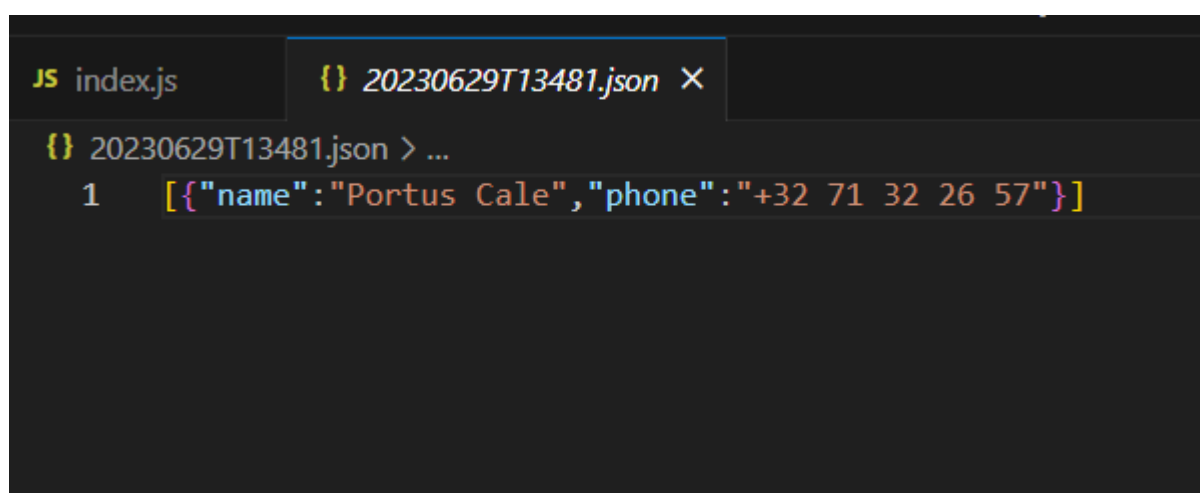 JS index.js {} 20230629T13481.json ×
{} 20230629T13481.json > ...
1 [{"name":"Portus Cale","phone":"+32 71 32 26 57"}]